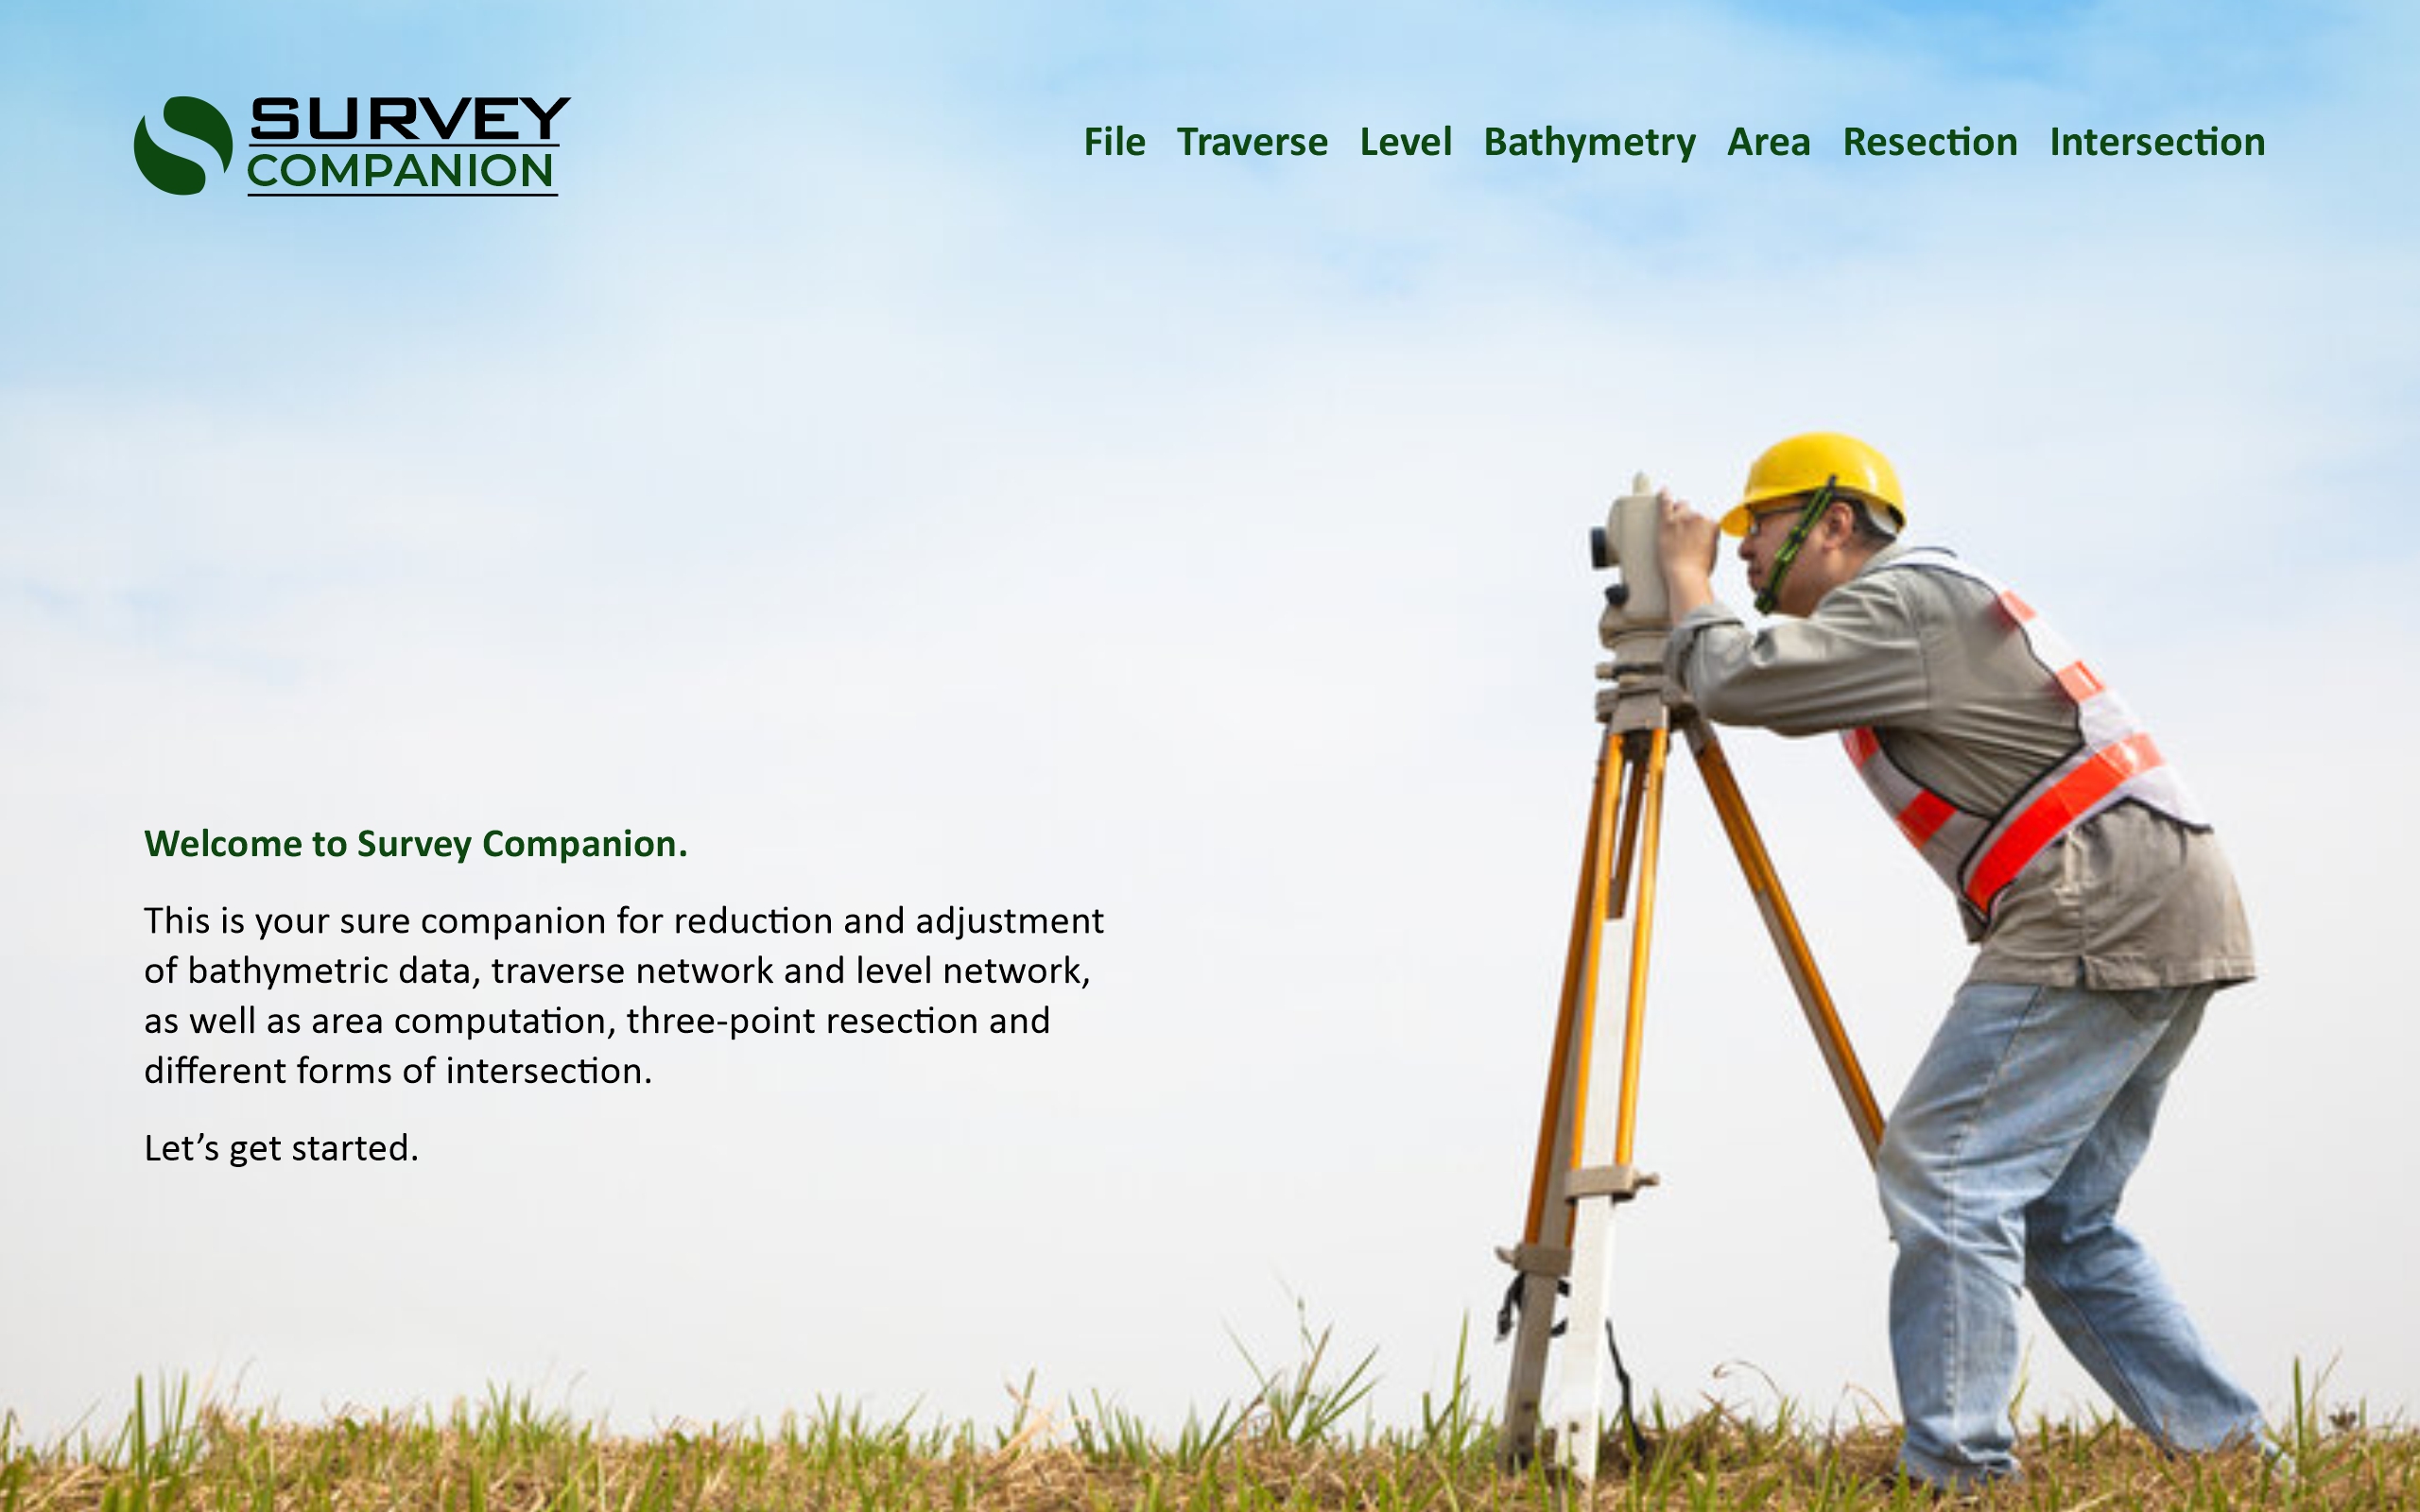 SURVEY
COMPANION
File Traverse Level Bathymetry Area Resection Intersection
Welcome to Survey Companion.
This is your sure companion for reduction and adjustment
of bathymetric data, traverse network and level network,
as well as area computation, three-point resection and
different forms of intersection.
Let’s get started.